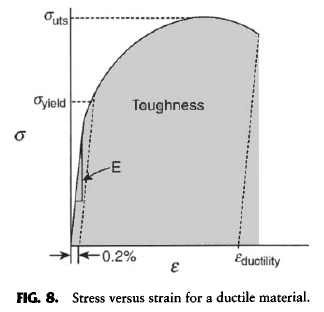 σuts
σyield
Toughness
σ
E
0.2%
ε
εductility
FIG. 8. Stress versus strain for a ductile material.